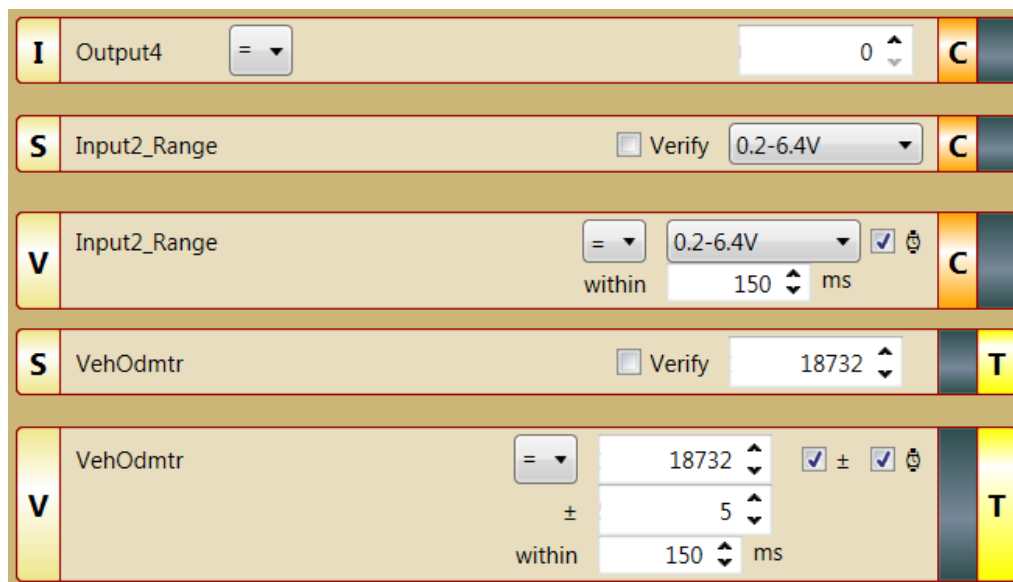 I Output4 = 0 C
S Input2_Range Verify 0.2-6.4V C
Input2_Range = 0.2-6.4V
V C
within 150 ms
S VehOdmtr Verify 18732 T
VehOdmtr = 18732 ±
V ± 5 T
within 150 ms